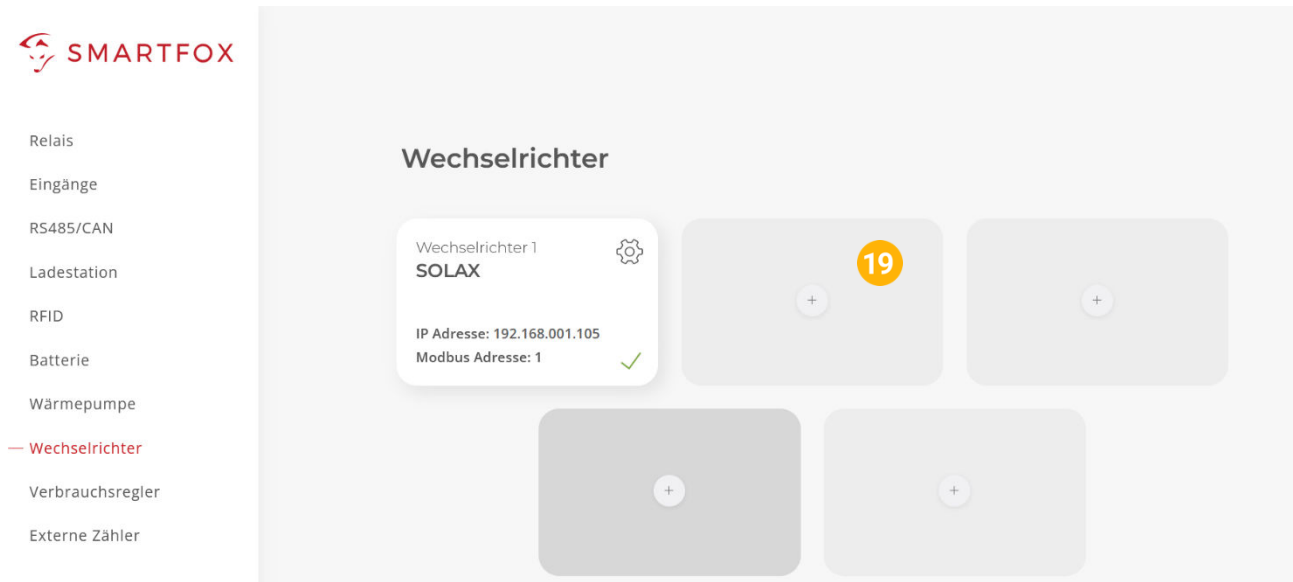 SMARTFOX
Relais
Eingänge
RS485/CAN
Ladestation
RFID
Batterie
Wärmepumpe
Wechselrichter
Verbrauchsregler
Externe Zähler
Wechselrichter
Wechselrichter 1
SOLAX
IP Adresse: 192.168.001.105
Modbus Adresse: 1
19
+
+
+
+